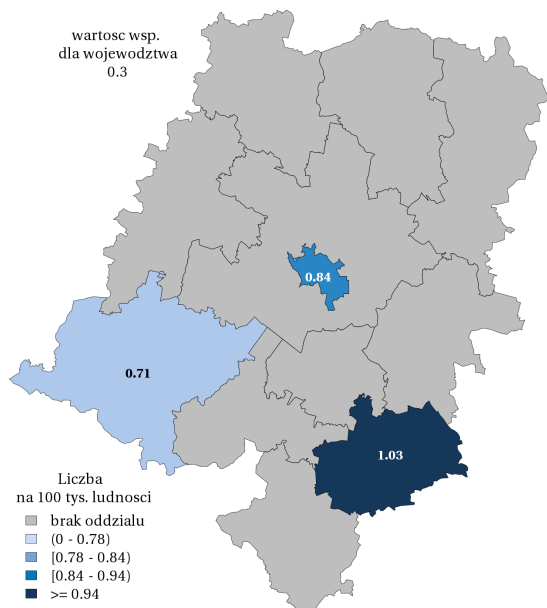 wartosc wsp.
dla wojewodztwa
0.3
0.84
0.71
1.03
Liczba
na 100 tys. ludnosci
brak oddzialu
(0 - 0.78)
[0.78 - 0.84)
[0.84 - 0.94)
>= 0.94